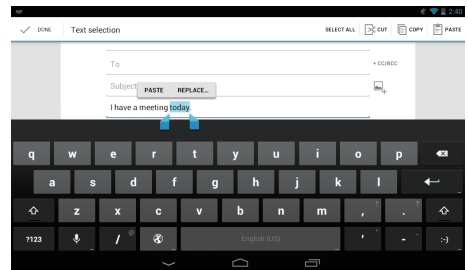 2:40
DONE Text selection SELECT ALL CUT COPY PASTE
To + CC/BCC
Subject
PASTE REPLACE...
I have a meeting today.
q w e r t y u i o p
a s d f g h j k l
z x c v b n m , ! . ?
?123 / @ English (US) ' " - _ :-)